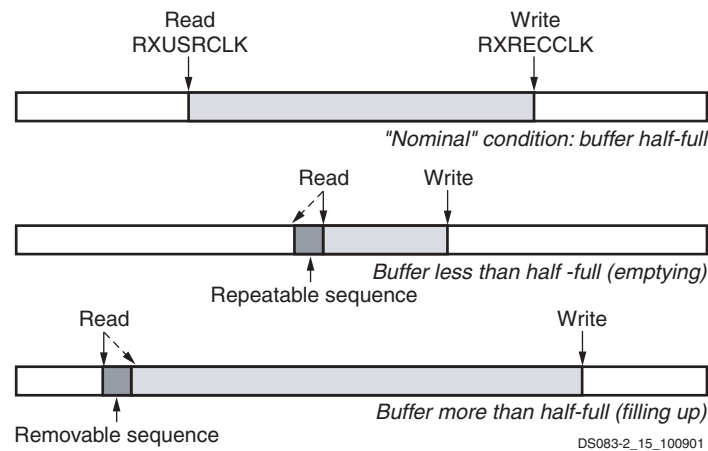 Read
RXUSRCLK
Write
RXRECCLK
"Nominal" condition: buffer half-full
Read
Write
Buffer less than half -full (emptying)
Repeatable sequence
Read
Write
Buffer more than half-full (filling up)
Removable sequence
DS083-2_15_100901